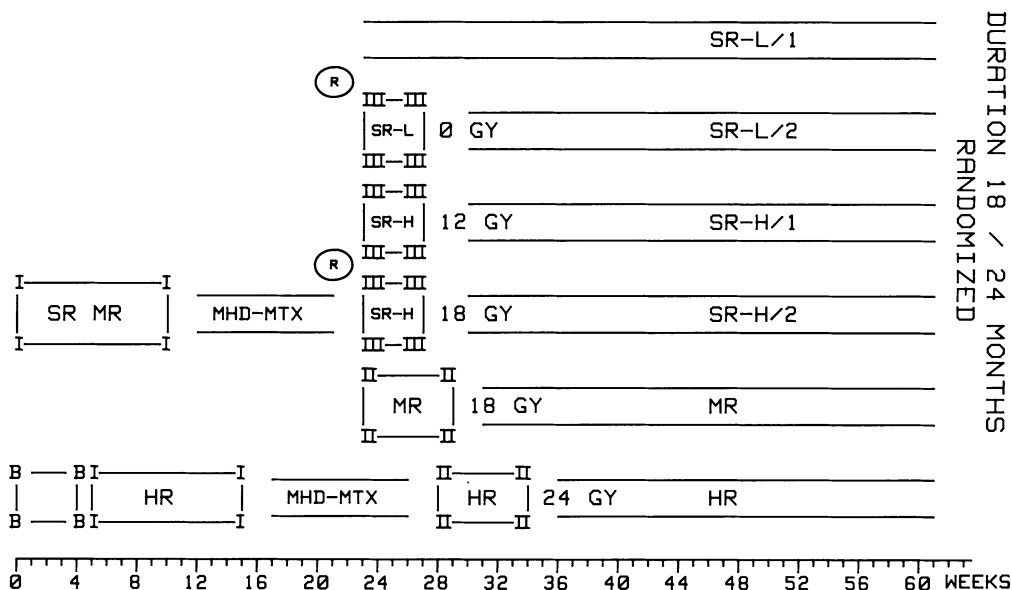 SR-L/1
R
III—III
SR-L 0 GY SR-L/2
III—III
III—III
SR-H 12 GY SR-H/1
III—III
R
I I III—III
SR MR MHD-MTX SR-H 18 GY SR-H/2
I I III—III
II II
MR 18 GY MR
II II
B BI I II II
HR MHD-MTX HR 24 GY HR
B BI I II II
0 4 8 12 16 20 24 28 32 36 40 44 48 52 56 60 WEEKS
DURATION 18 / 24 MONTHS
RANDOMIZED